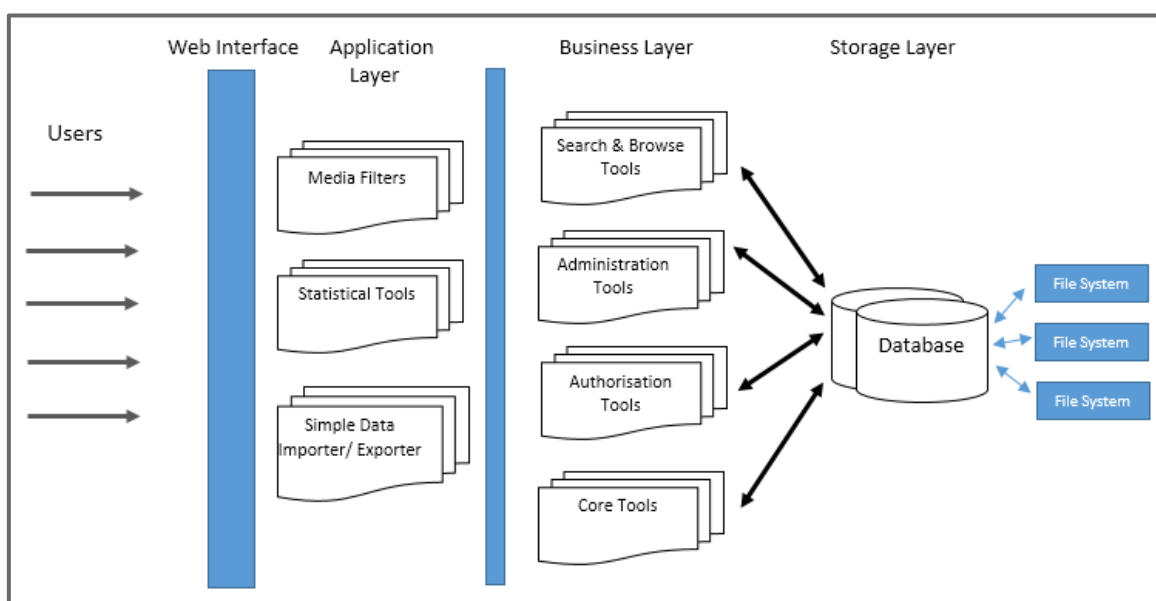 Web Interface
Application
Layer
Business Layer
Storage Layer
Users
Media Filters
Statistical Tools
Simple Data
Importer/ Exporter
Search & Browse
Tools
Administration
Tools
Authorisation
Tools
Core Tools
Database
File System
File System
File System